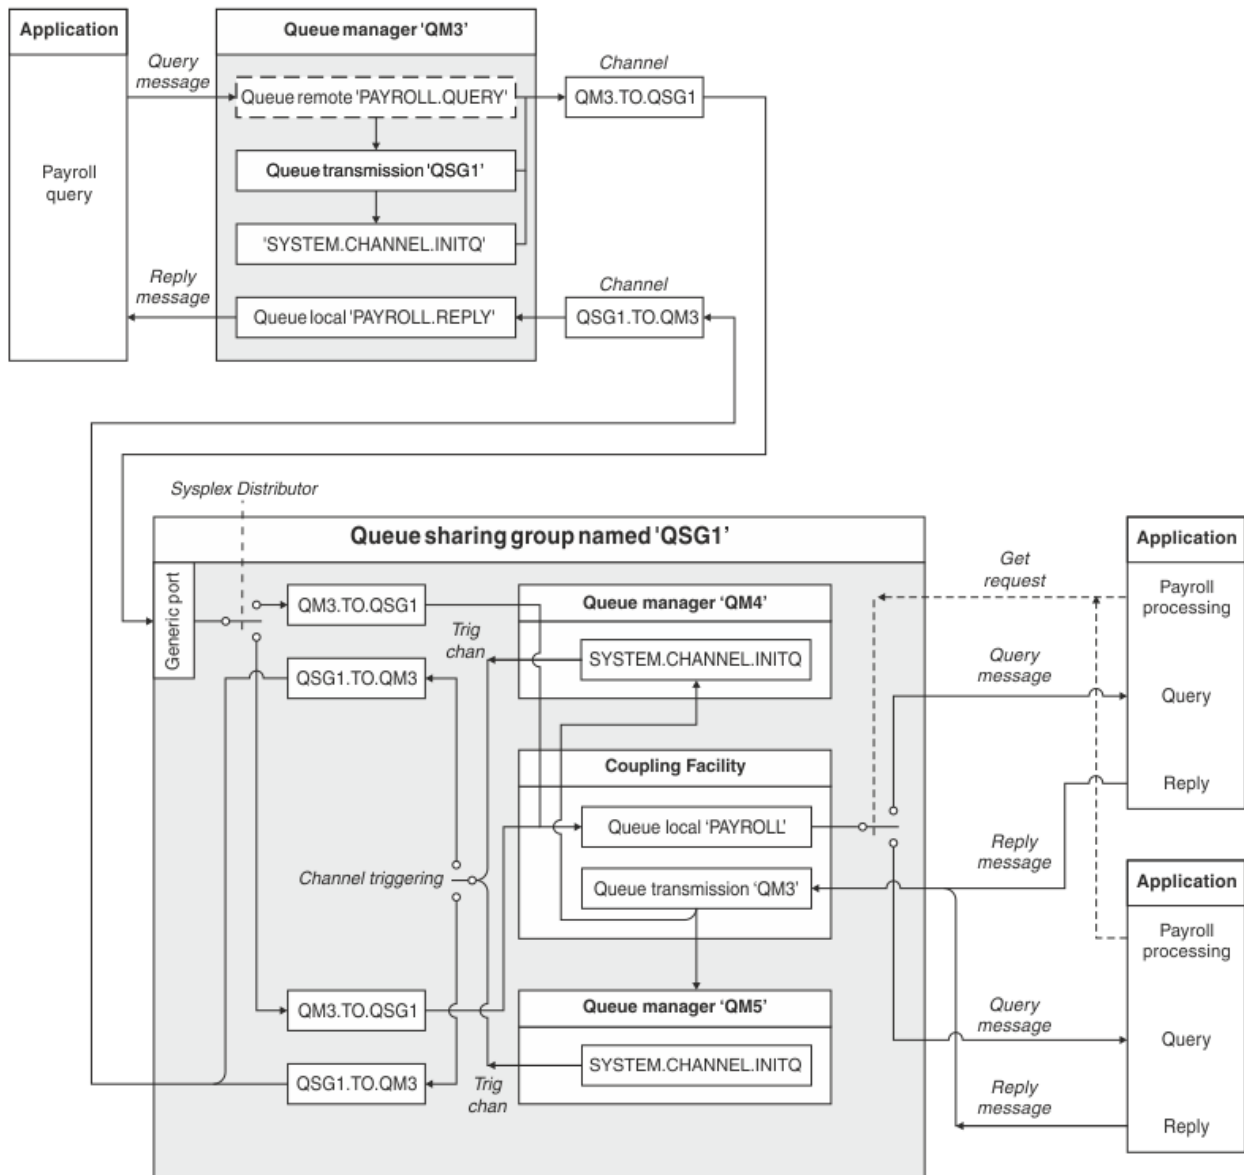 Application
Queue manager 'QM3'
Query
message
Channel
Queue remote 'PAYROLL.QUERY'
QM3.TO.QSG1
Payroll
query
Queue transmission 'QSG1'
'SYSTEM.CHANNEL.INITQ'
Reply
message
Channel
Queue local 'PAYROLL.REPLY'
QSG1.TO.QM3
Sysplex Distributor
Queue sharing group named 'QSG1'
Generic port
QM3.TO.QSG1
QSG1.TO.QM3
Trig
chan
Queue manager ‘QM4’
SYSTEM.CHANNEL.INITQ
Get
request
Application
Payroll
processing
Query
message
Query
Reply
Coupling Facility
Queue local ‘PAYROLL’
Channel triggering
Queue transmission ‘QM3’
Reply
message
Application
Payroll
processing
QM3.TO.QSG1
QSG1.TO.QM3
Queue manager ‘QM5’
SYSTEM.CHANNEL.INITQ
Trig
chan
Query
message
Query
Reply
message
Reply